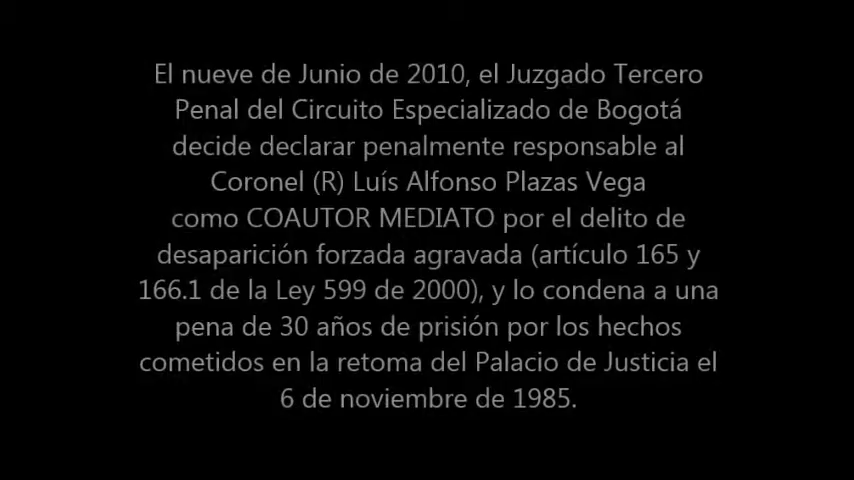 El nueve de Junio de 2010, el Juzgado Tercero
Penal del Circuito Especializado de Bogotá
decide declarar penalmente responsable al
Coronel (R) Luís Alfonso Plazas Vega
como COAUTOR MEDIATO por el delito de
desaparición forzada agravada (artículo 165 y
166.1 de la Ley 599 de 2000), y lo condena a una
pena de 30 años de prisión por los hechos
cometidos en la retoma del Palacio de Justicia el
6 de noviembre de 1985.